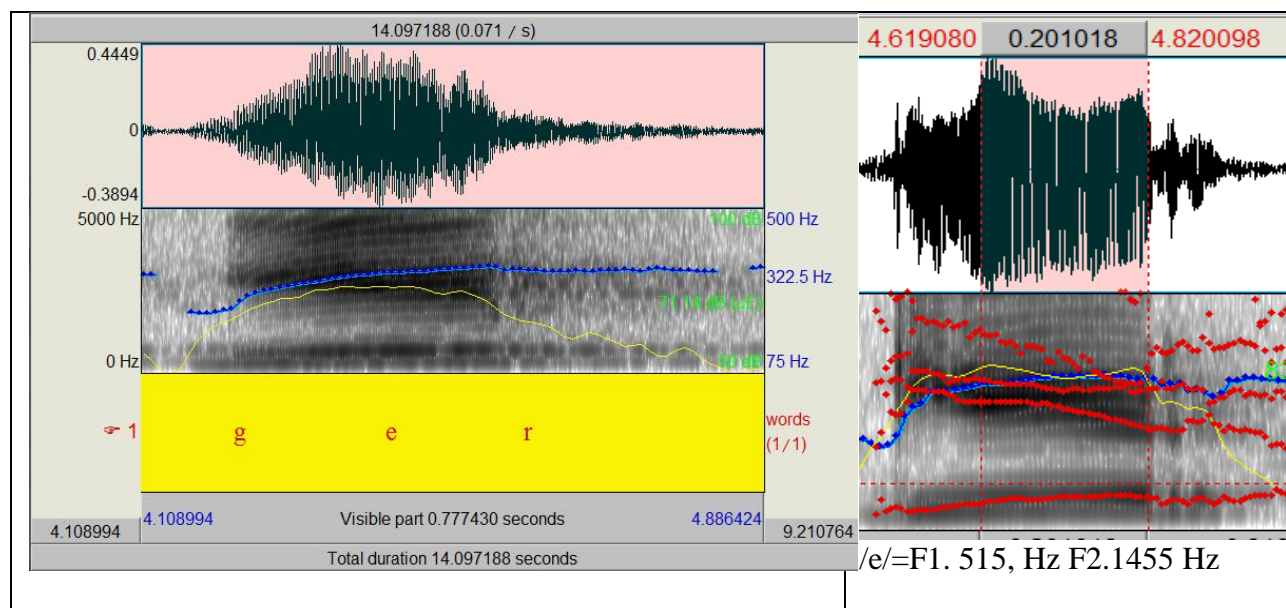 14.097188 (0.071 / s)
0.4449
0
-0.3894
5000 Hz
100 dB
500 Hz
322.5 Hz
71.14 dB (µE)
0 Hz
50 dB
75 Hz
☞ 1
g e r
words
(1/1)
4.108994
4.108994
Visible part 0.777430 seconds
4.886424
9.210764
Total duration 14.097188 seconds
4.619080
0.201018
4.820098
/e/=F1. 515, Hz F2.1455 Hz